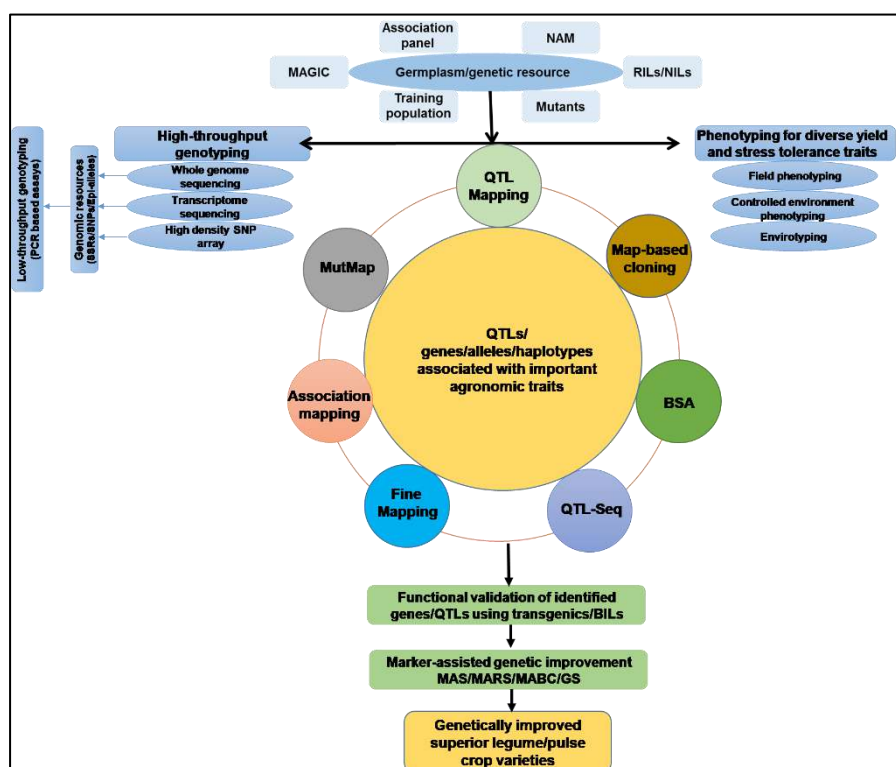 Association
panel
NAM
MAGIC
Germplasm/genetic resource
RILs/NILs
Training
population
Mutants
High-throughput
genotyping
Whole genome
sequencing
Transcriptome
sequencing
High density SNP
array
Genomic resources
(SSRs/SNPs/Epi-alleles)
Low-throughput genotyping
(PCR based assays)
Phenotyping for diverse yield
and stress tolerance traits
Field phenotyping
Controlled environment
phenotyping
Envirotyping
QTL
Mapping
Map-based
cloning
BSA
QTL-Seq
Fine
Mapping
Association
mapping
MutMap
QTLs/
genes/alleles/haplotypes
associated with important
agronomic traits
Functional validation of identified
genes/QTLs using transgenics/BILs
Marker-assisted genetic improvement
MAS/MARS/MABC/GS
Genetically improved
superior legume/pulse
crop varieties